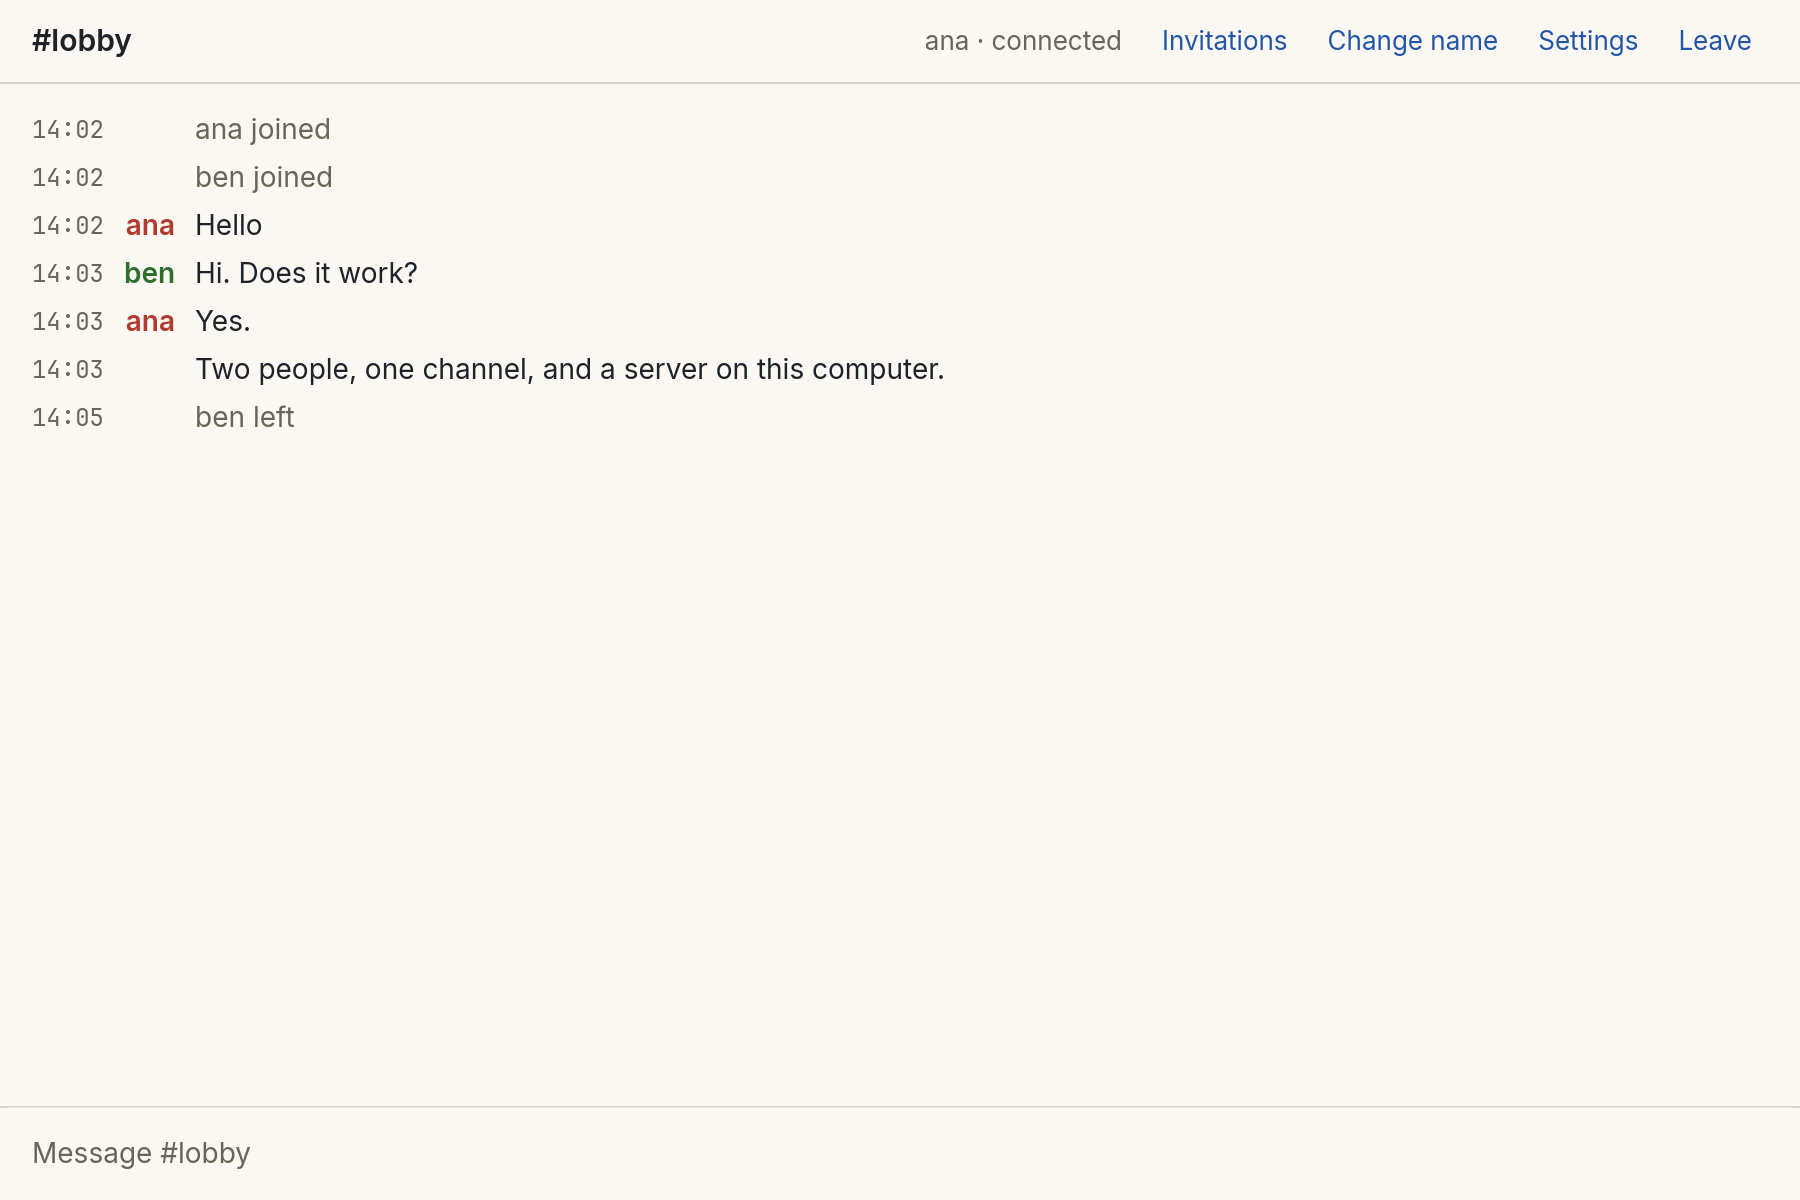 #lobby ana · connected Invitations Change name Settings Leave
14:02 ana joined
14:02 ben joined
14:02 ana Hello
14:03 ben Hi. Does it work?
14:03 ana Yes.
14:03 Two people, one channel, and a server on this computer.
14:05 ben left
Message #lobby